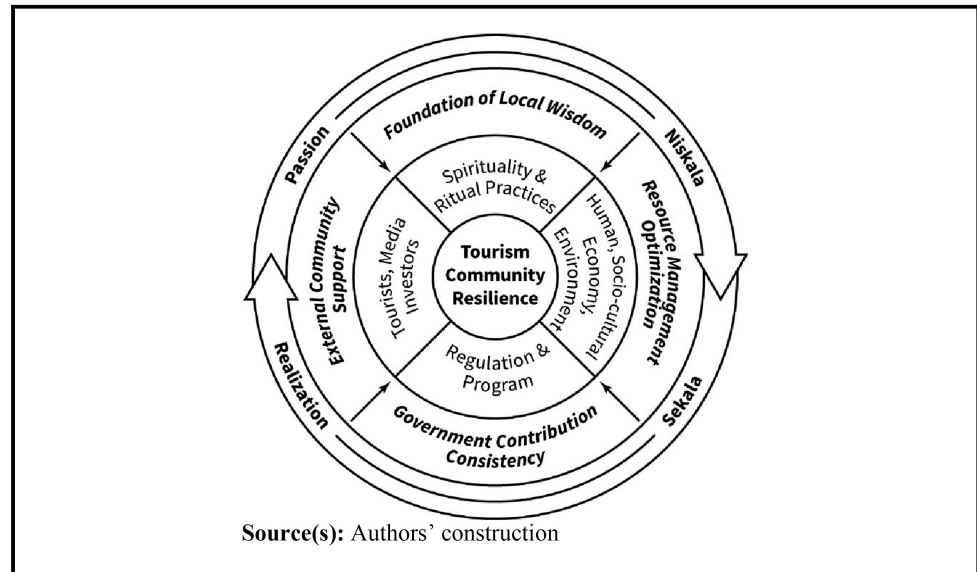 Passion
Niskala
Foundation of Local Wisdom
Spirituality &
Ritual Practices
External Community
Support
Tourists, Media
Investors
Tourism
Community
Resilience
Human, Socio-cultural
Economy,
Environment
Resource Management
Optimization
Regulation &
Program
Government Contribution
Consistency
Realization
Sekala
Source(s): Authors’ construction